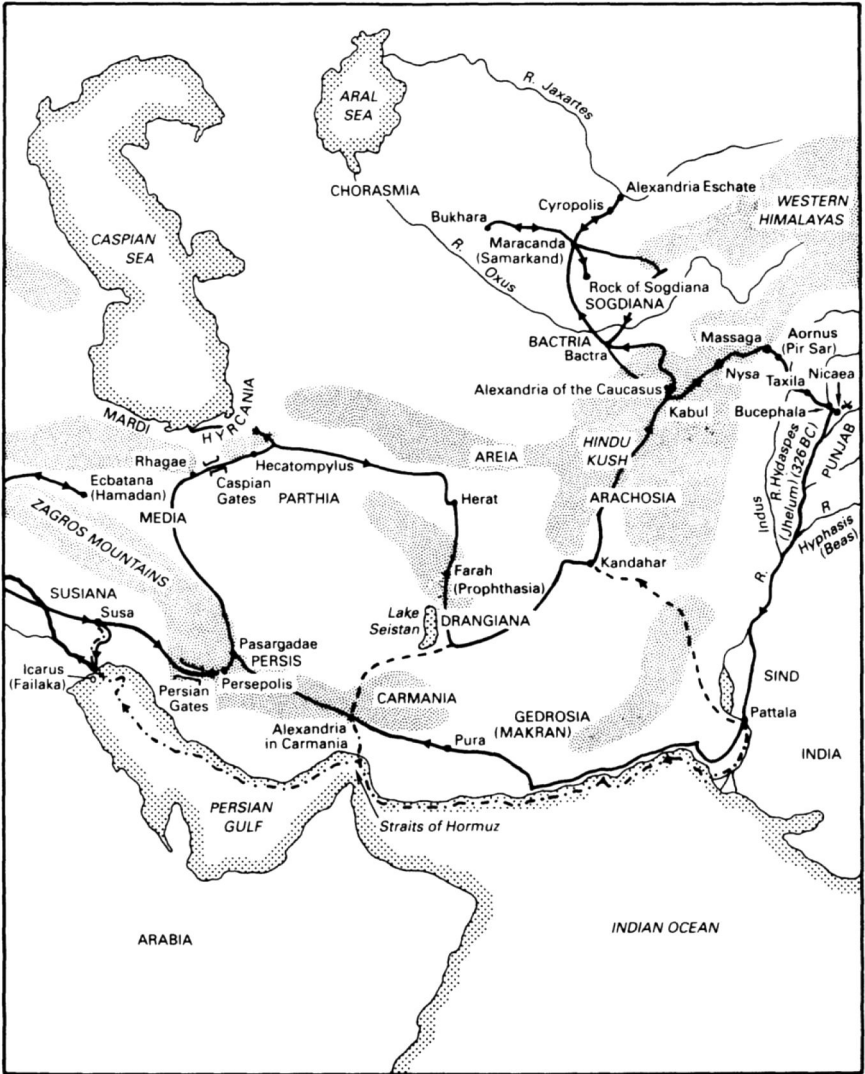 ARAL
SEA
R. Jaxartes
CHORASMIA
Alexandria Eschate
Cyropolis
WESTERN
HIMALAYAS
Bukhara
CASPIAN
SEA
Maracanda
(Samarkand)
R.
Oxus
Rock of Sogdiana
SOGDIANA
BACTRIA
Bactra
Massaga
Aornus
(Pir Sar)
Nysa
Taxila
Nicaea
Alexandria of the Caucasus
Kabul
Bucephala
MARDI
HYRCANIA
HINDU
KUSH
R. Hydaspes
(Jhelum) (326 BC)
PUNJAB
AREIA
Rhagae
Hecatompylus
Ecbatana
(Hamadan)
Caspian
Gates
PARTHIA
Herat
ARACHOSIA
MEDIA
Indus
R
Hyphasis
(Beas)
ZAGROS MOUNTAINS
Farah
(Prophthasia)
Kandahar
R.
SUSIANA
Susa
Lake
Seistan
DRANGIANA
Pasargadae
PERSIS
SIND
Icarus
(Failaka)
Persian
Gates
Persepolis
CARMANIA
Pattala
GEDROSIA
(MAKRAN)
Alexandria
in Carmania
Pura
INDIA
PERSIAN
GULF
Straits of Hormuz
ARABIA
INDIAN OCEAN